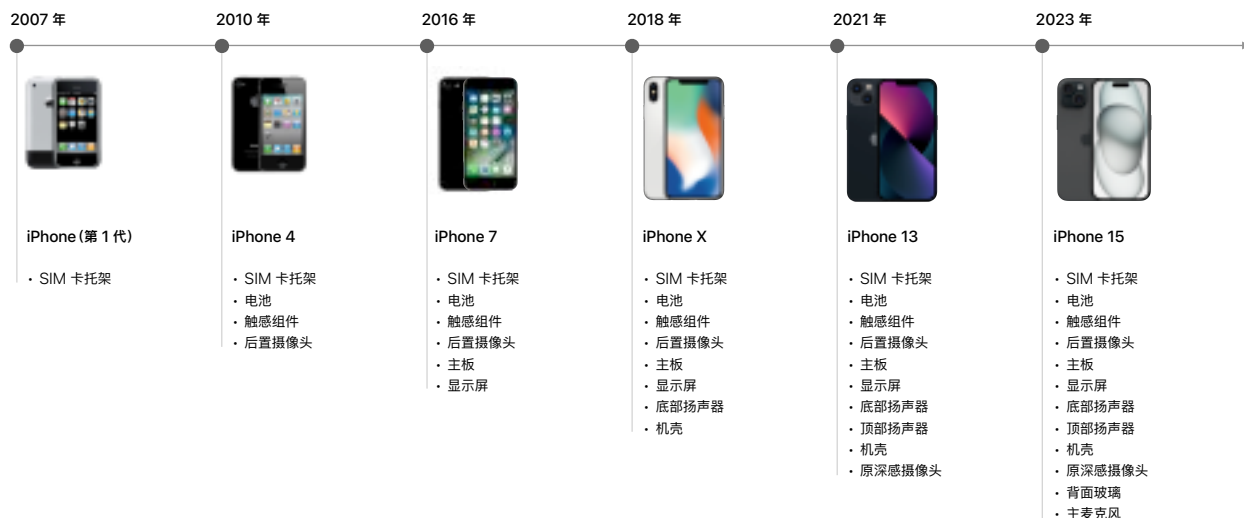 2007 年
2010 年
2016 年
2018 年
2021 年
2023 年
iPhone（第 1 代）
• SIM 卡托架
iPhone 4
• SIM 卡托架
• 电池
• 触感组件
• 后置摄像头
iPhone 7
• SIM 卡托架
• 电池
• 触感组件
• 后置摄像头
• 主板
• 显示屏
iPhone X
• SIM 卡托架
• 电池
• 触感组件
• 后置摄像头
• 主板
• 显示屏
• 底部扬声器
• 机壳
iPhone 13
• SIM 卡托架
• 电池
• 触感组件
• 后置摄像头
• 主板
• 显示屏
• 底部扬声器
• 顶部扬声器
• 机壳
• 原深感摄像头
iPhone 15
• SIM 卡托架
• 电池
• 触感组件
• 后置摄像头
• 主板
• 显示屏
• 底部扬声器
• 顶部扬声器
• 机壳
• 原深感摄像头
• 背面玻璃
• 主麦克风